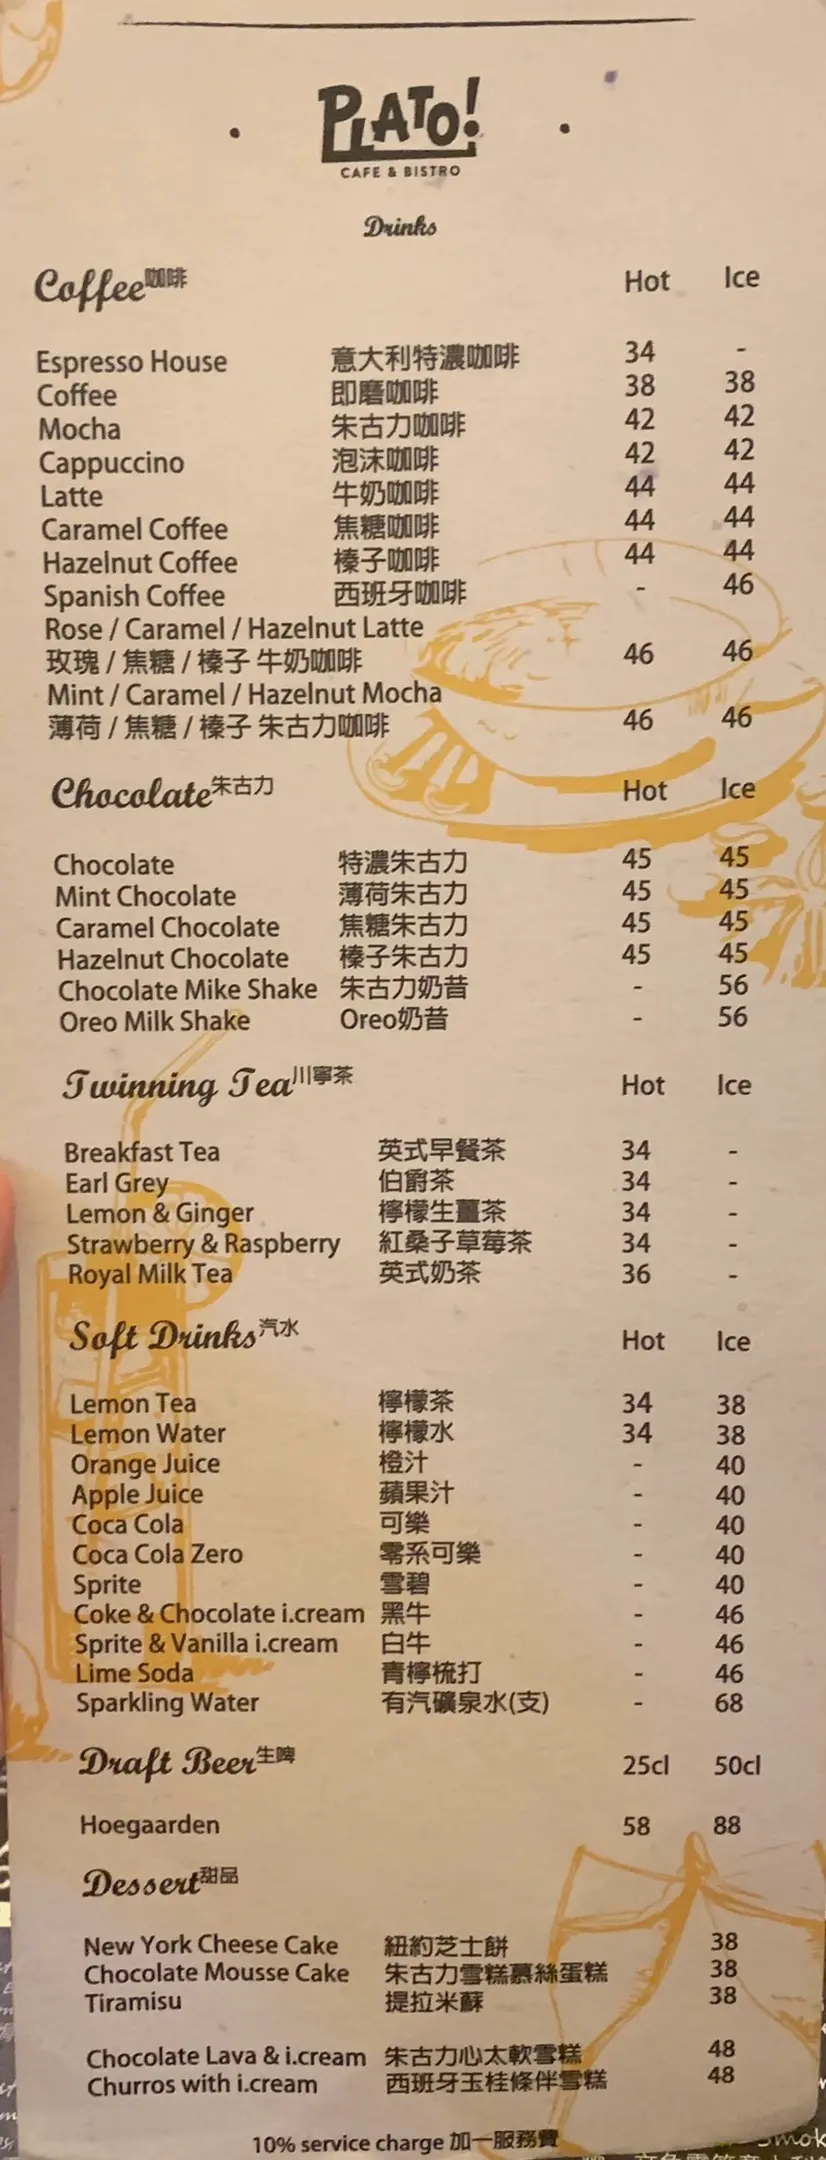 PLATO!
CAFE & BISTRO
Drinks
Coffee咖啡 Hot Ice
Espresso House 意大利特濃咖啡 34 -
Coffee 即磨咖啡 38 38
Mocha 朱古力咖啡 42 42
Cappuccino 泡沫咖啡 42 42
Latte 牛奶咖啡 44 44
Caramel Coffee 焦糖咖啡 44 44
Hazelnut Coffee 榛子咖啡 44 44
Spanish Coffee 西班牙咖啡 - 46
Rose / Caramel / Hazelnut Latte
玫瑰 / 焦糖 / 榛子 牛奶咖啡 46 46
Mint / Caramel / Hazelnut Mocha
薄荷 / 焦糖 / 榛子 朱古力咖啡 46 46
Chocolate朱古力 Hot Ice
Chocolate 特濃朱古力 45 45
Mint Chocolate 薄荷朱古力 45 45
Caramel Chocolate 焦糖朱古力 45 45
Hazelnut Chocolate 榛子朱古力 45 45
Chocolate Mike Shake 朱古力奶昔 - 56
Oreo Milk Shake Oreo奶昔 - 56
Twinning Tea川寧茶 Hot Ice
Breakfast Tea 英式早餐茶 34 -
Earl Grey 伯爵茶 34 -
Lemon & Ginger 檸檬生薑茶 34 -
Strawberry & Raspberry 紅桑子草莓茶 34 -
Royal Milk Tea 英式奶茶 36 -
Soft Drinks汽水 Hot Ice
Lemon Tea 檸檬茶 34 38
Lemon Water 檸檬水 34 38
Orange Juice 橙汁 - 40
Apple Juice 蘋果汁 - 40
Coca Cola 可樂 - 40
Coca Cola Zero 零系可樂 - 40
Sprite 雪碧 - 40
Coke & Chocolate i.cream 黑牛 - 46
Sprite & Vanilla i.cream 白牛 - 46
Lime Soda 青檸梳打 - 46
Sparkling Water 有汽礦泉水(支) - 68
Draft Beer生啤 25cl 50cl
Hoegaarden 58 88
Dessert甜品
New York Cheese Cake 紐約芝士餅 38
Chocolate Mousse Cake 朱古力雪糕慕絲蛋糕 38
Tiramisu 提拉米蘇 38
Chocolate Lava & i.cream 朱古力心太軟雪糕 48
Churros with i.cream 西班牙玉桂條伴雪糕 48
10% service charge 加一服務費